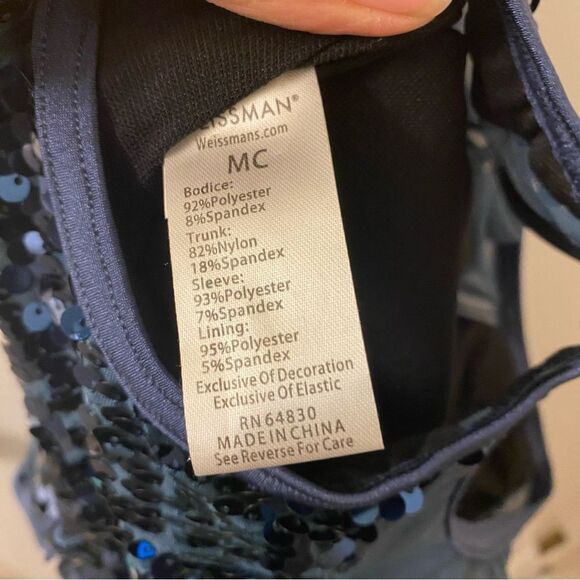 WEISSMAN®
Weissmans.com
MC
Bodice:
92%Polyester
8%Spandex
Trunk:
82%Nylon
18%Spandex
Sleeve:
93%Polyester
7%Spandex
Lining:
95%Polyester
5%Spandex
Exclusive Of Decoration
Exclusive Of Elastic
RN 64830
MADE IN CHINA
See Reverse For Care